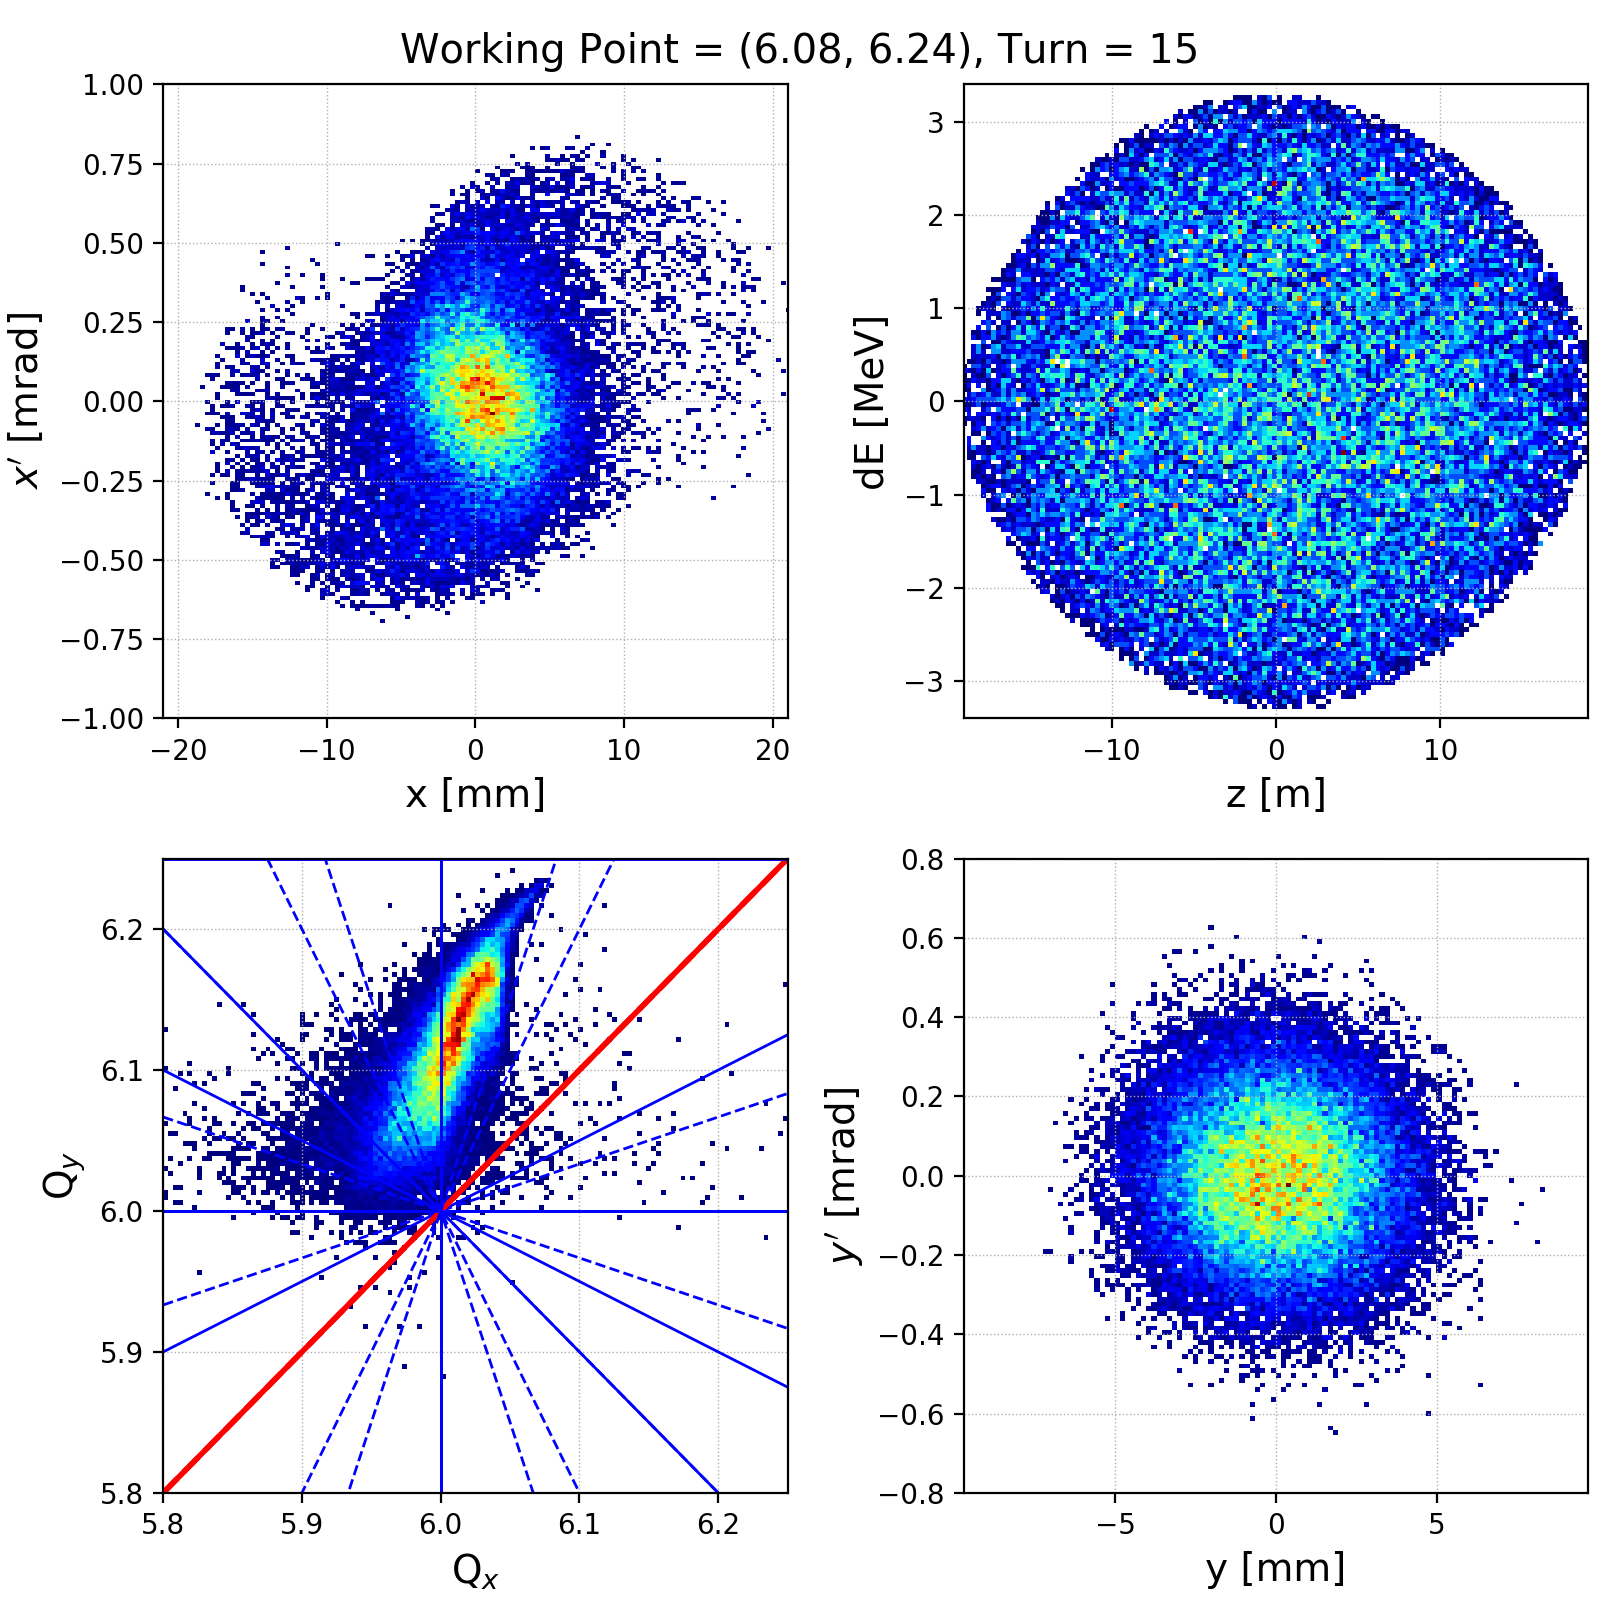 Working Point = (6.08, 6.24), Turn = 15
1.00
0.75
0.50
0.25
0.00
−0.25
−0.50
−0.75
−1.00
x′ [mrad]
−20 −10 0 10 20
x [mm]
3
2
1
0
−1
−2
−3
dE [MeV]
−10 0 10
z [m]
6.2
6.1
6.0
5.9
5.8
Qy
5.8 5.9 6.0 6.1 6.2
Qx
0.8
0.6
0.4
0.2
0.0
−0.2
−0.4
−0.6
−0.8
y′ [mrad]
−5 0 5
y [mm]